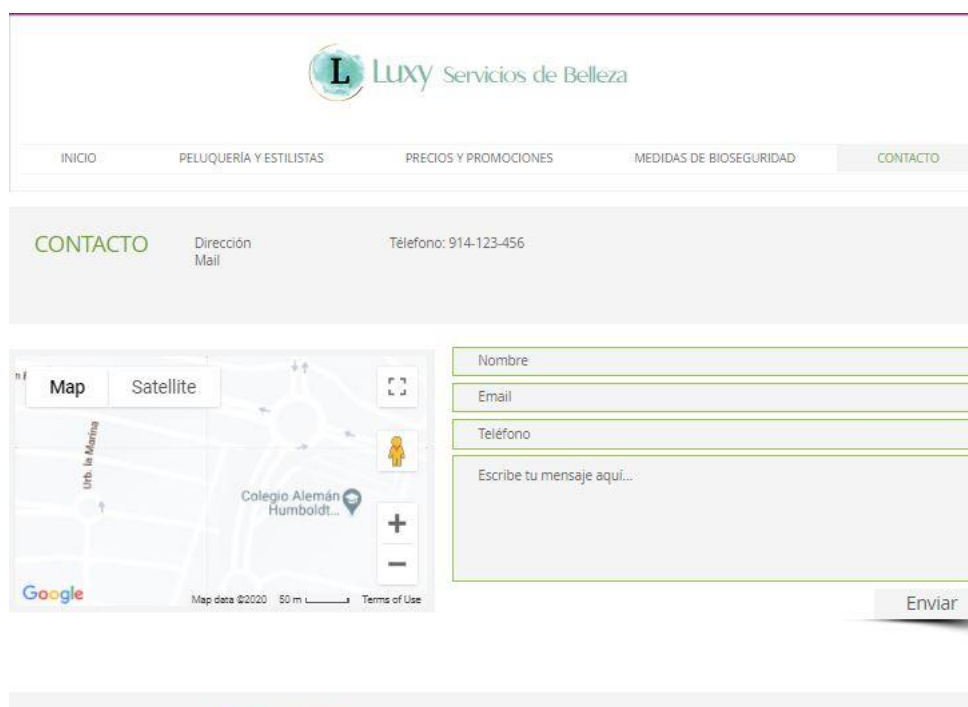 L Luxy Servicios de Belleza
INICIO PELUQUERÍA Y ESTILISTAS PRECIOS Y PROMOCIONES MEDIDAS DE BIOSEGURIDAD CONTACTO
CONTACTO
Dirección
Mail
Télefono: 914-123-456
Map Satellite
Urb. la Marina
Colegio Alemán
Humboldt...
Google
Map data ©2020 50 m Terms of Use
Nombre
Email
Teléfono
Escribe tu mensaje aquí...
Enviar